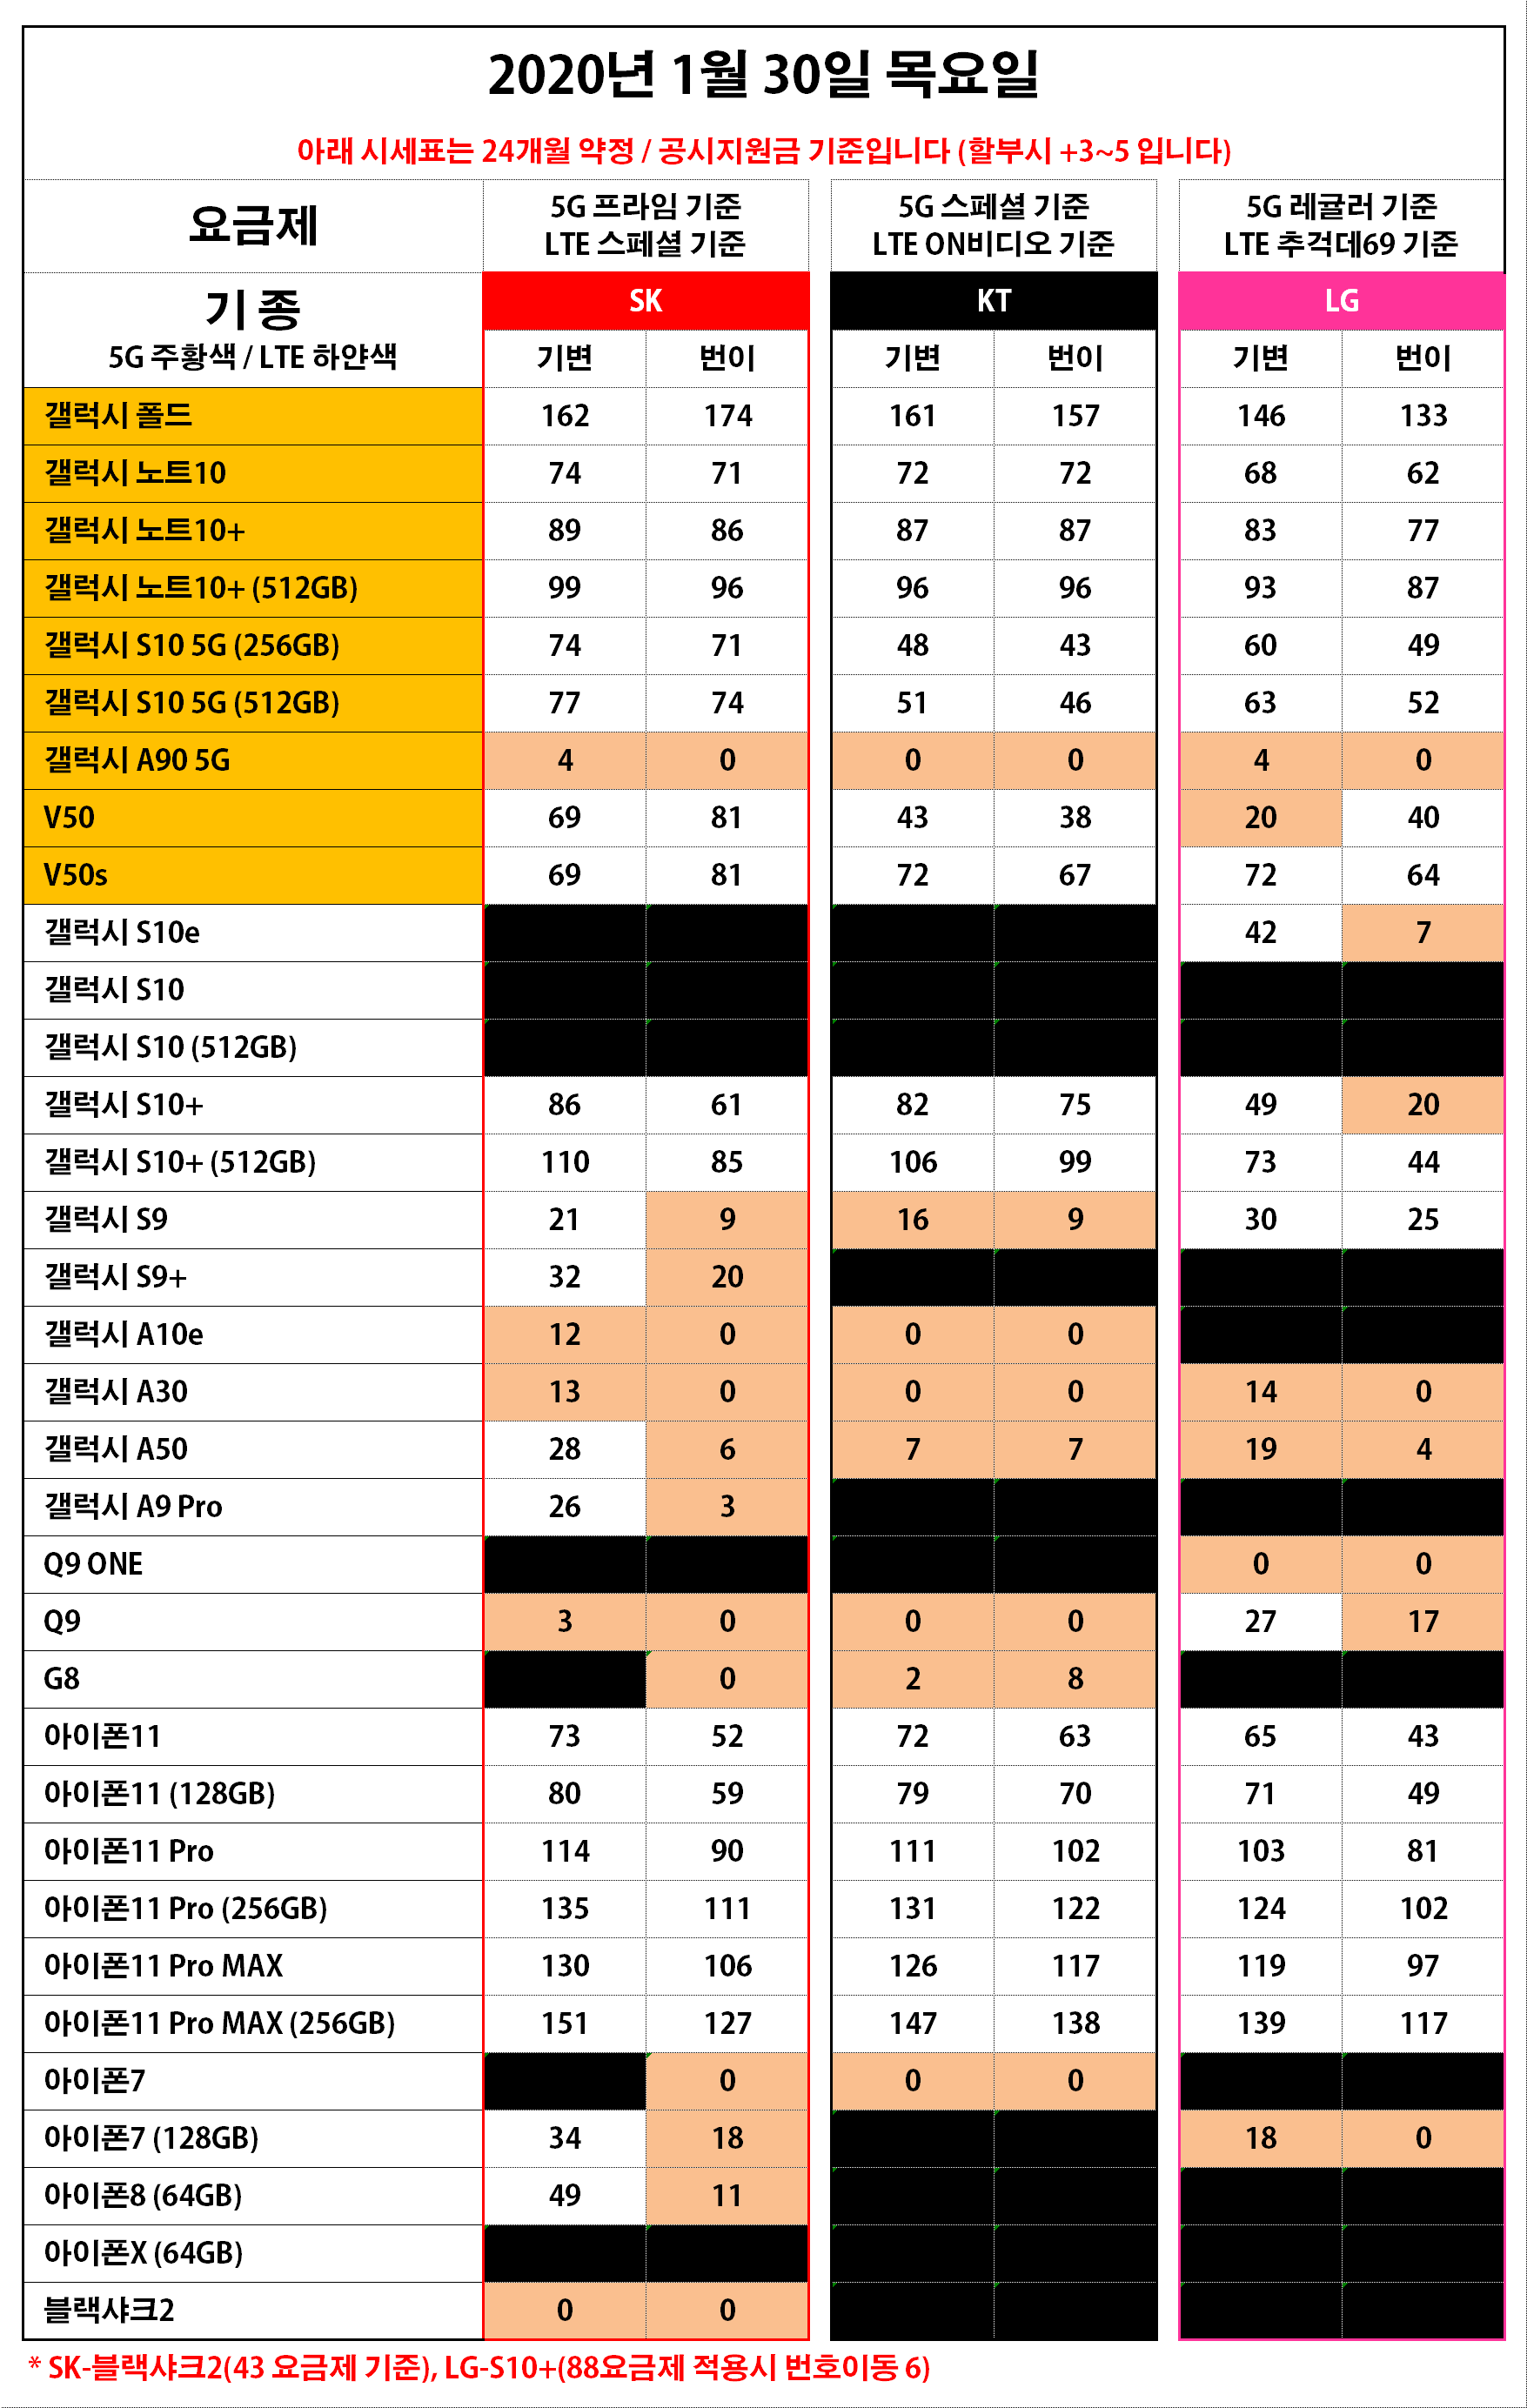 2020년 1월 30일 목요일
아래 시세표는 24개월 약정 / 공시지원금 기준입니다 (할부시 +3~5 입니다)
요금제
5G 프라임 기준
LTE 스페셜 기준
5G 스페셜 기준
LTE ON비디오 기준
5G 레귤러 기준
LTE 추걱데69 기준
기 종
5G 주황색 / LTE 하얀색
SK KT LG
기변 번이 기변 번이 기변 번이
갤럭시 폴드 162 174 161 157 146 133
갤럭시 노트10 74 71 72 72 68 62
갤럭시 노트10+ 89 86 87 87 83 77
갤럭시 노트10+ (512GB) 99 96 96 96 93 87
갤럭시 S10 5G (256GB) 74 71 48 43 60 49
갤럭시 S10 5G (512GB) 77 74 51 46 63 52
갤럭시 A90 5G 4 0 0 0 4 0
V50 69 81 43 38 20 40
V50s 69 81 72 67 72 64
갤럭시 S10e 42 7
갤럭시 S10
갤럭시 S10 (512GB)
갤럭시 S10+ 86 61 82 75 49 20
갤럭시 S10+ (512GB) 110 85 106 99 73 44
갤럭시 S9 21 9 16 9 30 25
갤럭시 S9+ 32 20
갤럭시 A10e 12 0 0 0
갤럭시 A30 13 0 0 0 14 0
갤럭시 A50 28 6 7 7 19 4
갤럭시 A9 Pro 26 3
Q9 ONE 0 0
Q9 3 0 0 0 27 17
G8 0 2 8
아이폰11 73 52 72 63 65 43
아이폰11 (128GB) 80 59 79 70 71 49
아이폰11 Pro 114 90 111 102 103 81
아이폰11 Pro (256GB) 135 111 131 122 124 102
아이폰11 Pro MAX 130 106 126 117 119 97
아이폰11 Pro MAX (256GB) 151 127 147 138 139 117
아이폰7 0 0 0
아이폰7 (128GB) 34 18 18 0
아이폰8 (64GB) 49 11
아이폰X (64GB)
블랙샤크2 0 0
* SK-블랙샤크2(43 요금제 기준), LG-S10+(88요금제 적용시 번호이동 6)